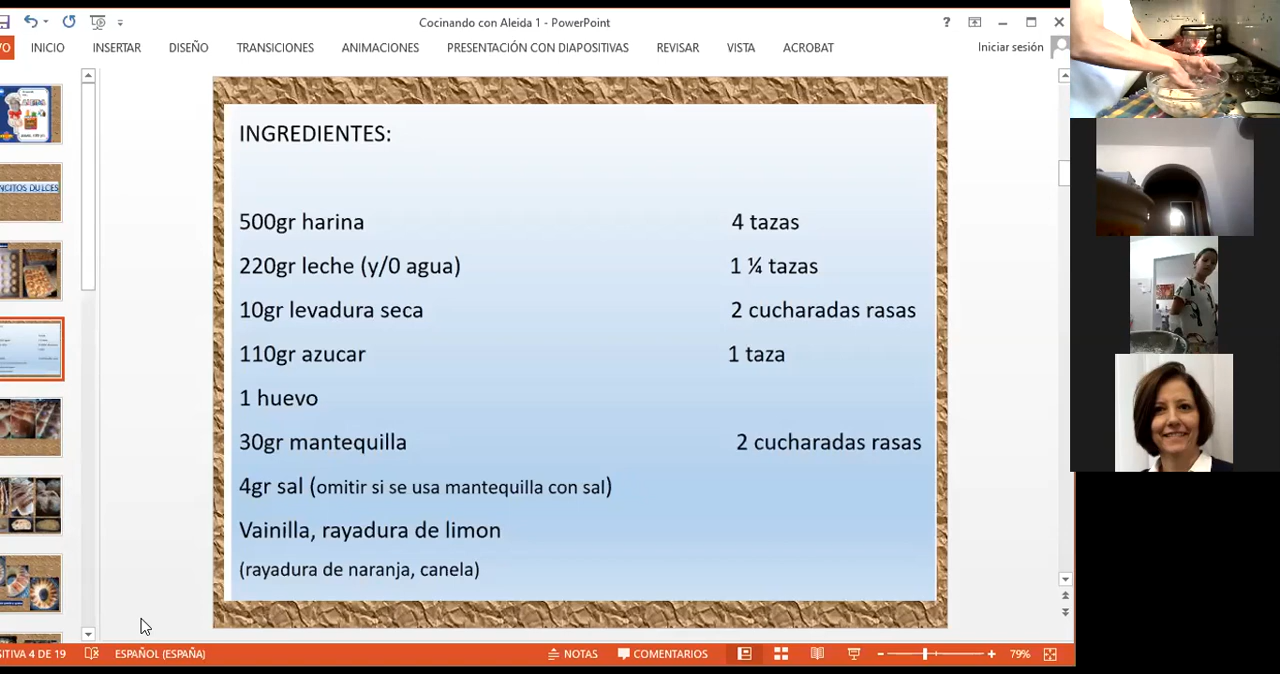 Cocinando con Aleida 1 - PowerPoint
INICIO INSERTAR DISEÑO TRANSICIONES ANIMACIONES PRESENTACIÓN CON DIAPOSITIVAS REVISAR VISTA ACROBAT Iniciar sesión
INGREDIENTES:
500gr harina 4 tazas
220gr leche (y/0 agua) 1 ¼ tazas
10gr levadura seca 2 cucharadas rasas
110gr azucar 1 taza
1 huevo
30gr mantequilla 2 cucharadas rasas
4gr sal (omitir si se usa mantequilla con sal)
Vainilla, rayadura de limon
(rayadura de naranja, canela)
NCITOS DULCES
SITIVA 4 DE 19 ESPAÑOL (ESPAÑA) NOTAS COMENTARIOS 79%